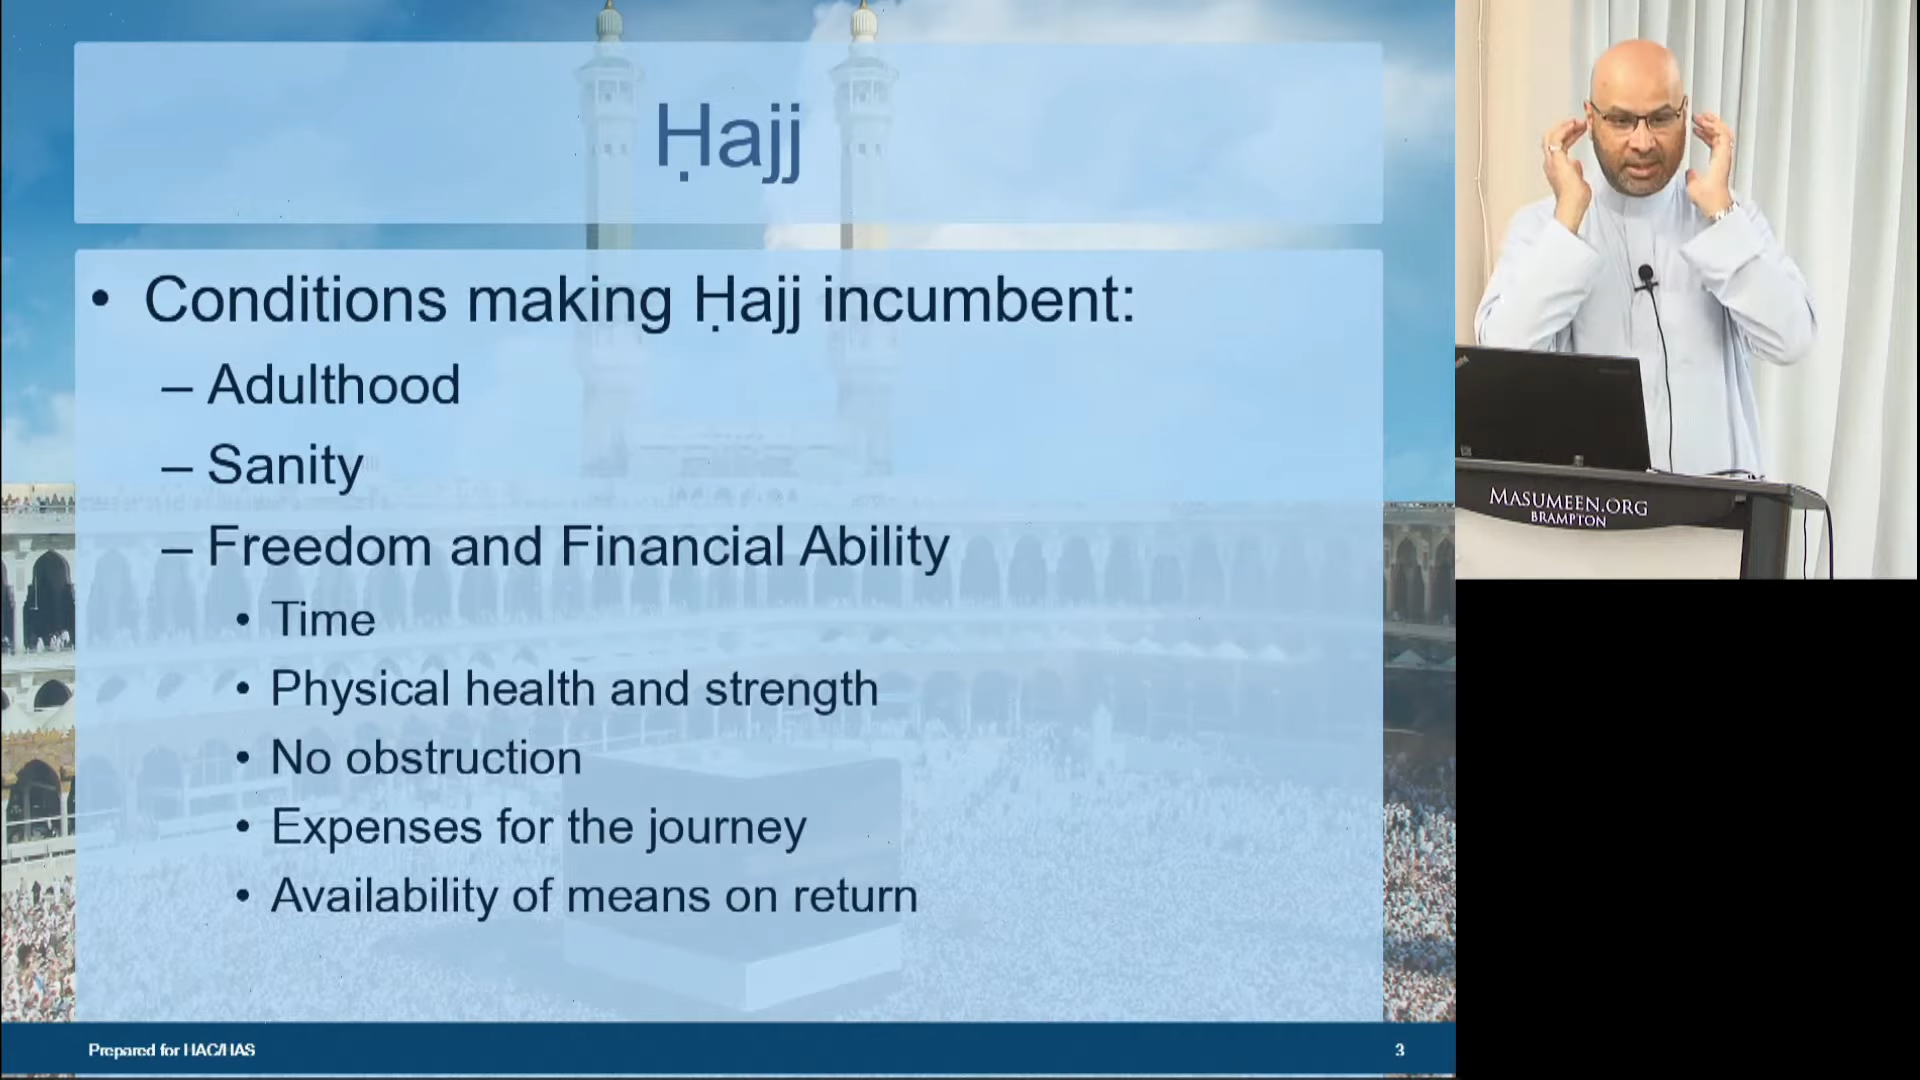 Ḥajj
• Conditions making Ḥajj incumbent:
– Adulthood
– Sanity
– Freedom and Financial Ability
• Time
• Physical health and strength
• No obstruction
• Expenses for the journey
• Availability of means on return
Prepared for HAC/HAS
3
MASUMEEN.ORG
BRAMPTON